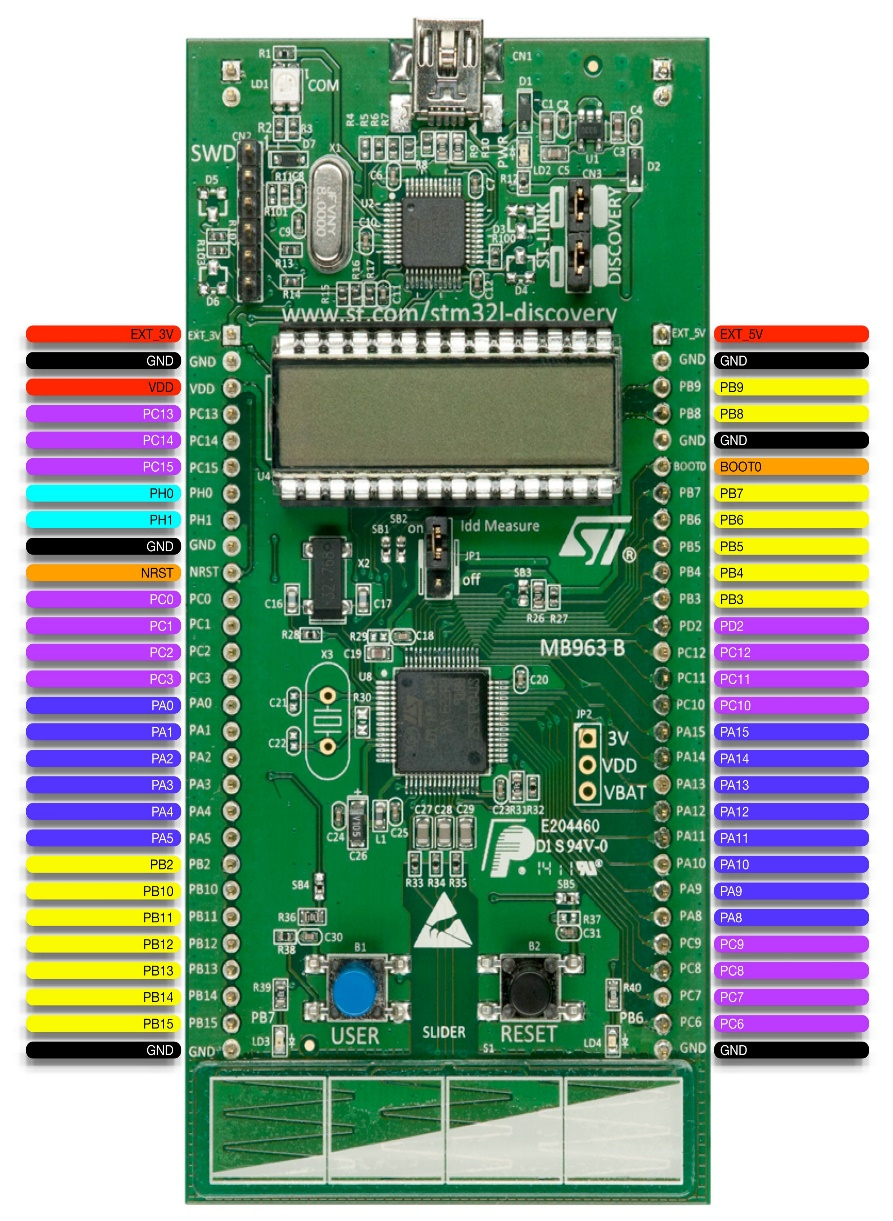 R1
CN1
LD1
COM
D1
R4
R5
R6
R7
C1
C2
C4
R2
R3
CN2
SWD
D7
X1
R8
R9
R10
PWR
U1
C3
D2
LD2
C5
R12
CN3
D5
R11
C8
R101
C6
C7
U2
JFVNY
8.0000
C9
C10
R102
R103
R13
R14
D6
R15
R16
R17
C11
C12
D3
R100
D4
ST-LINK
DISCOVERY
www.st.com/stm32l-discovery
EXT_3V
EXT_3V
EXT_5V
EXT_5V
GND
GND
GND
GND
VDD
VDD
PB9
PB9
PC13
PC13
PB8
PB8
PC14
PC14
GND
GND
PC15
PC15
BOOT0
BOOT0
U4
PH0
PH0
PB7
PB7
PH1
PH1
PB6
PB6
SB1
SB2
on
Idd Measure
ST
®
GND
GND
PB5
PB5
JP1
X2
off
NRST
NRST
PB4
PB4
SB3
PC0
PC0
PB3
PB3
C16
C17
R26
R27
PC1
PC1
PD2
PD2
R28
R29
C18
C19
MB963 B
PC2
PC2
PC12
PC12
X3
U8
C20
PC3
PC3
PC11
PC11
C21
R30
PA0
PA0
PC10
PC10
JP2
PA1
PA1
PA15
PA15
C22
3V
PA2
PA2
PA14
PA14
VDD
PA3
PA3
PA13
PA13
VBAT
C23
R31
R32
PA4
PA4
PA12
PA12
C24
C26
L1
C25
C27
C28
C29
E204460
PA5
PA5
PA11
PA11
D1 S 94V-0
PB2
PB2
PA10
PA10
1411
R33
R34
R35
SB4
SB5
PB10
PB10
PA9
PA9
PB11
PB11
PA8
PA8
R36
R37
PB12
PB12
PC9
PC9
R38
C30
C31
B1
B2
PB13
PB13
PC8
PC8
R39
R40
PB14
PB14
PC7
PC7
PB15
PB15
PC6
PC6
PB7
USER
SLIDER
RESET
PB6
LD3
LD4
S1
GND
GND
GND
GND